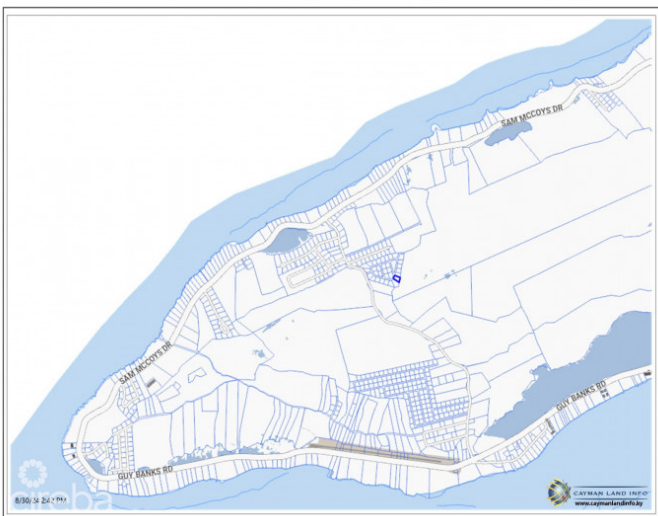 SAM MCCOYS DR
SAM MCCOYS DR
GUY BANKS RD
GUY BANKS RD
CAYMAN LAND INFO
www.caymanlandinfo.ky